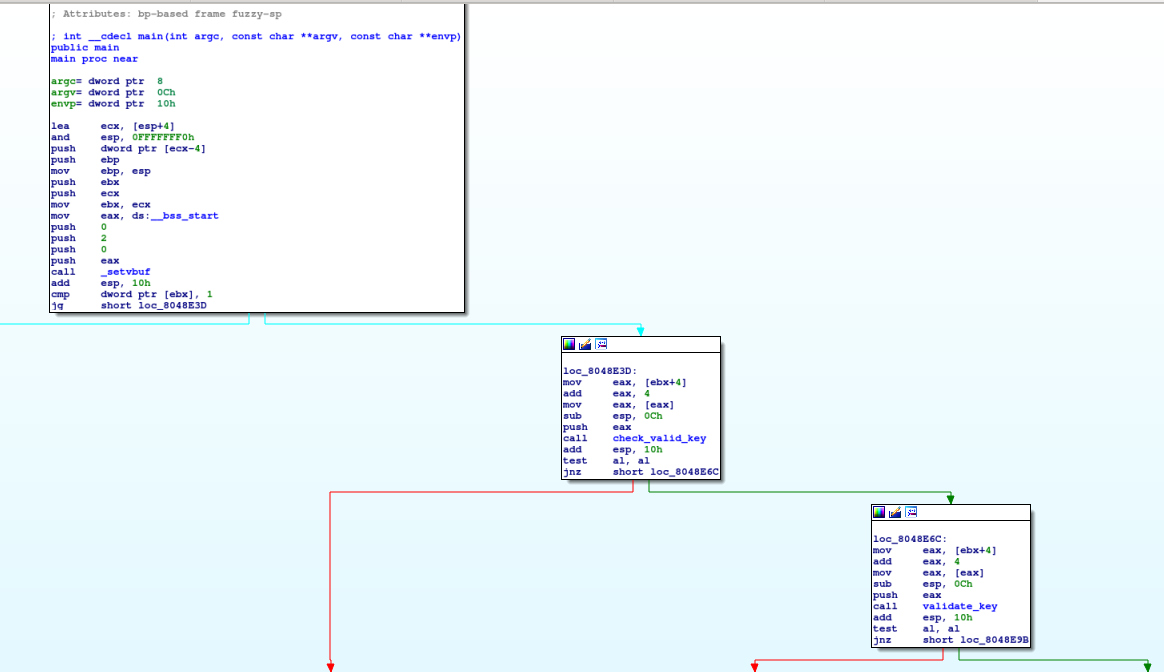 ; Attributes: bp-based frame fuzzy-sp
; int __cdecl main(int argc, const char **argv, const char **envp)
public main
main proc near
argc= dword ptr  8
argv= dword ptr  0Ch
envp= dword ptr  10h
lea     ecx, [esp+4]
and     esp, 0FFFFFFF0h
push    dword ptr [ecx-4]
push    ebp
mov     ebp, esp
push    ebx
push    ecx
mov     ebx, ecx
mov     eax, ds:__bss_start
push    0
push    2
push    0
push    eax
call    _setvbuf
add     esp, 10h
cmp     dword ptr [ebx], 1
jg      short loc_8048E3D
loc_8048E3D:
mov     eax, [ebx+4]
add     eax, 4
mov     eax, [eax]
sub     esp, 0Ch
push    eax
call    check_valid_key
add     esp, 10h
test    al, al
jnz     short loc_8048E6C
loc_8048E6C:
mov     eax, [ebx+4]
add     eax, 4
mov     eax, [eax]
sub     esp, 0Ch
push    eax
call    validate_key
add     esp, 10h
test    al, al
jnz     short loc_8048E9B